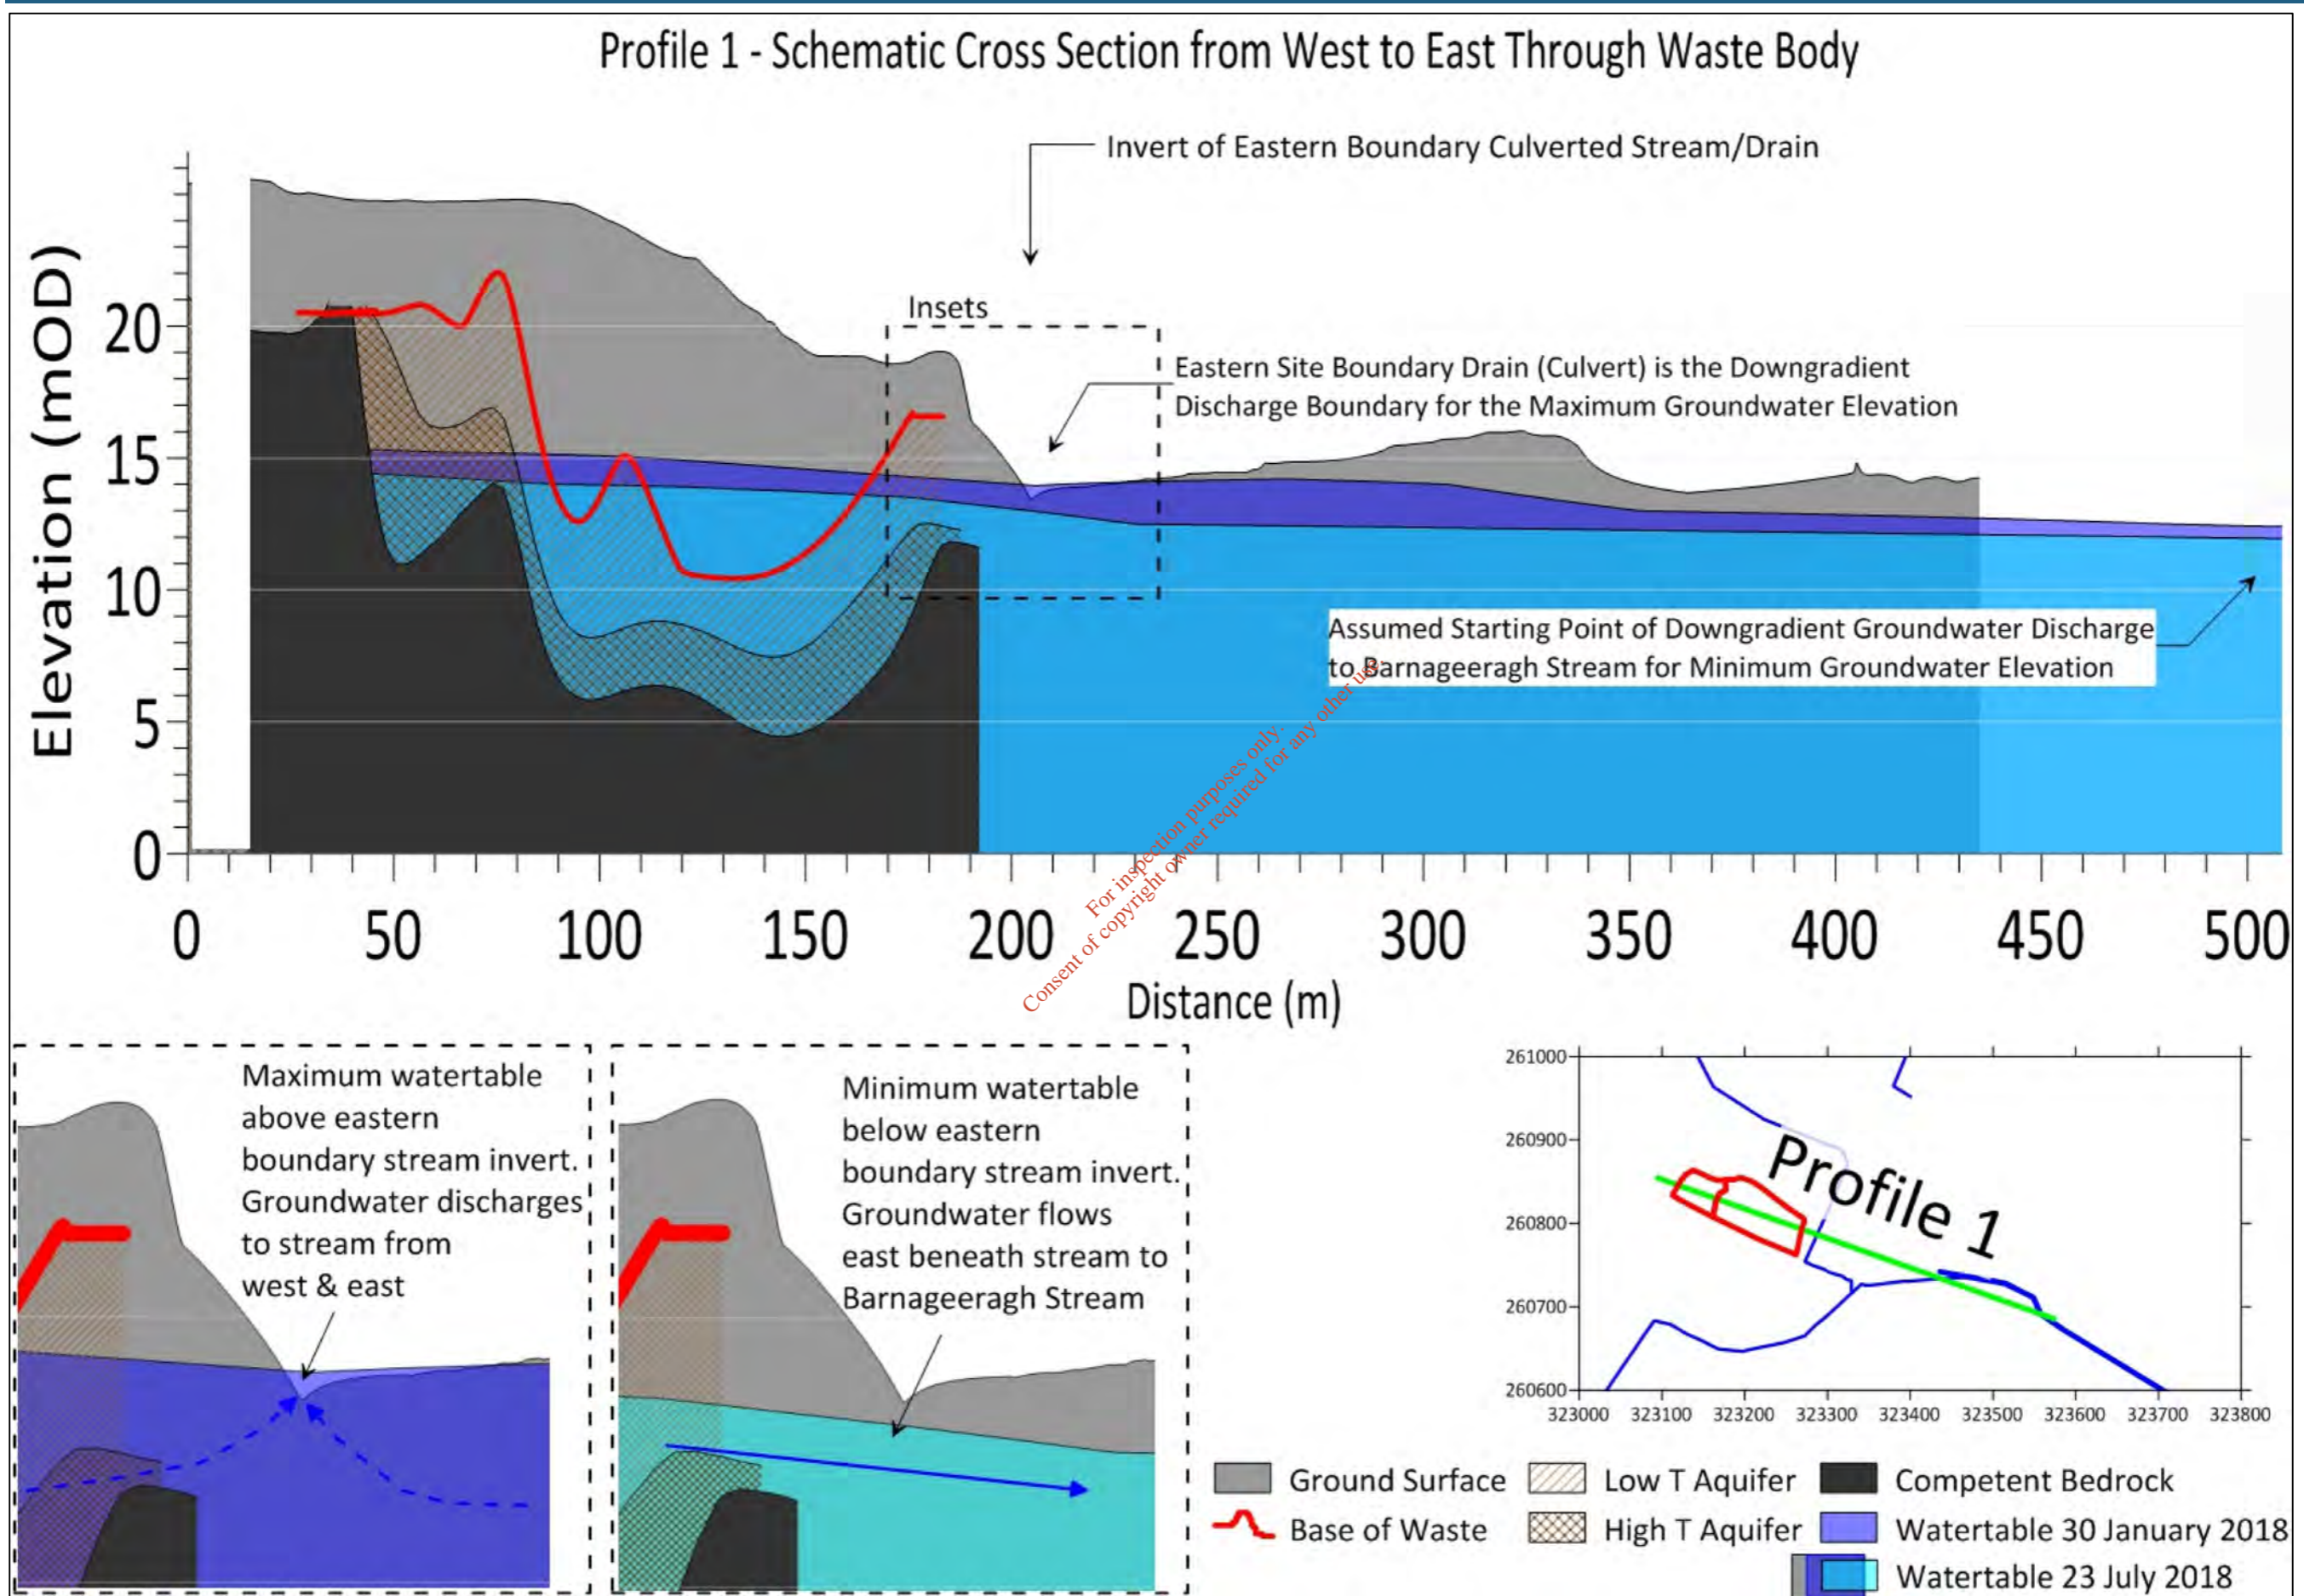 Profile 1 - Schematic Cross Section from West to East Through Waste Body
Invert of Eastern Boundary Culverted Stream/Drain
Insets
Eastern Site Boundary Drain (Culvert) is the Downgradient
Discharge Boundary for the Maximum Groundwater Elevation
Assumed Starting Point of Downgradient Groundwater Discharge
to Barnageeragh Stream for Minimum Groundwater Elevation
Elevation (mOD)
20
15
10
5
0
0 50 100 150 200 250 300 350 400 450 500
Distance (m)
For inspection purposes only.
Consent of copyright owner required for any other use.
Maximum watertable
above eastern
boundary stream invert.
Groundwater discharges
to stream from
west & east
Minimum watertable
below eastern
boundary stream invert.
Groundwater flows
east beneath stream to
Barnageeragh Stream
261000
260900
260800
260700
260600
323000 323100 323200 323300 323400 323500 323600 323700 323800
Profile 1
Ground Surface Low T Aquifer Competent Bedrock
Base of Waste High T Aquifer Watertable 30 January 2018
Watertable 23 July 2018